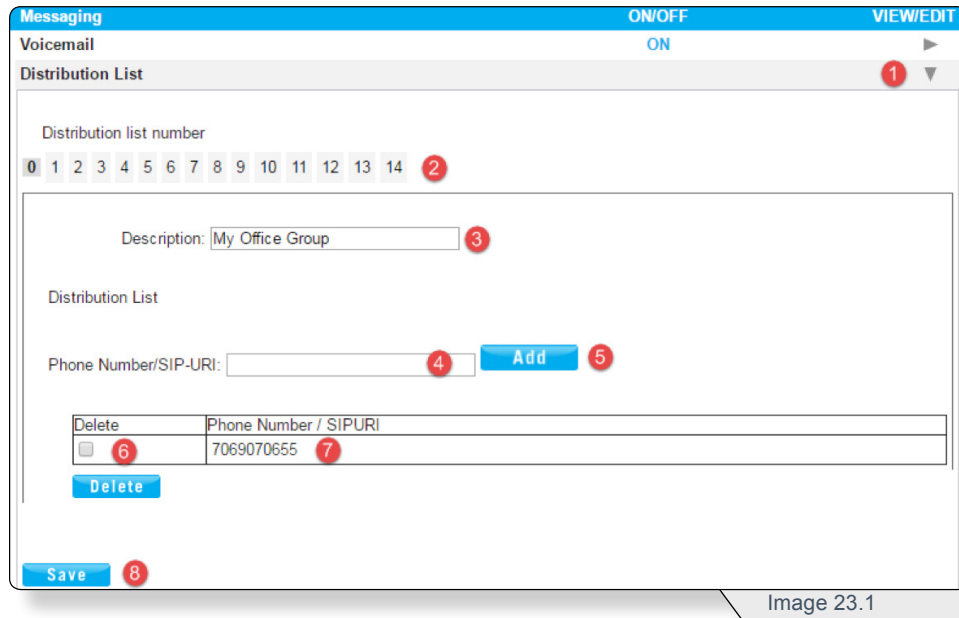 Messaging ON/OFF VIEW/EDIT
Voicemail ON
Distribution List 1
Distribution list number
0 1 2 3 4 5 6 7 8 9 10 11 12 13 14 2
Description: My Office Group 3
Distribution List
Phone Number/SIP-URI: 4 Add 5
Delete Phone Number / SIPURI
6 7069070655 7
Delete
Save 8
Image 23.1